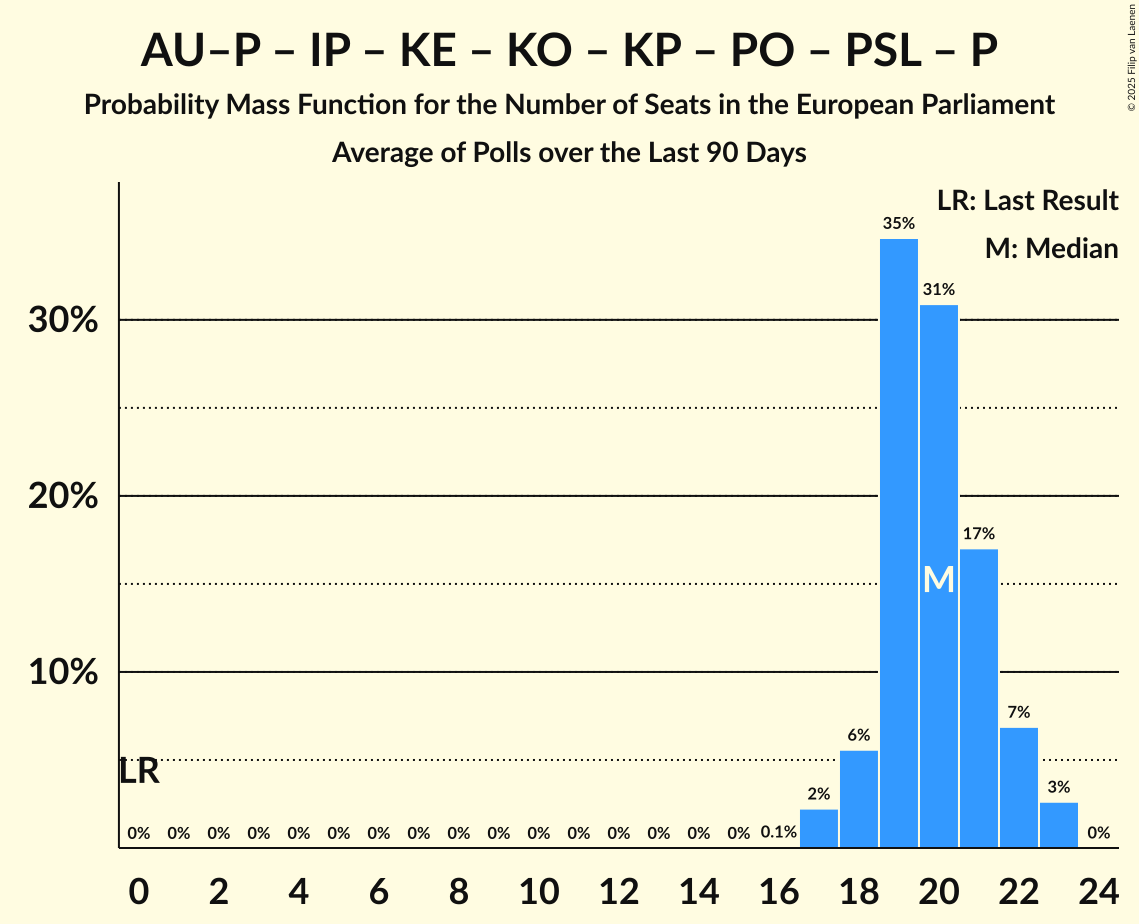 AU–P – IP – KE – KO – KP – PO – PSL – P
Probability Mass Function for the Number of Seats in the European Parliament
Average of Polls over the Last 90 Days
© 2025 Filip van Laenen
LR: Last Result
M: Median
35%
31%
30%
20%
17%
M
10%
7%
6%
LR
3%
2%
0% 0% 0% 0% 0% 0% 0% 0% 0% 0% 0% 0% 0% 0% 0% 0% 0.1% 0%
0 2 4 6 8 10 12 14 16 18 20 22 24